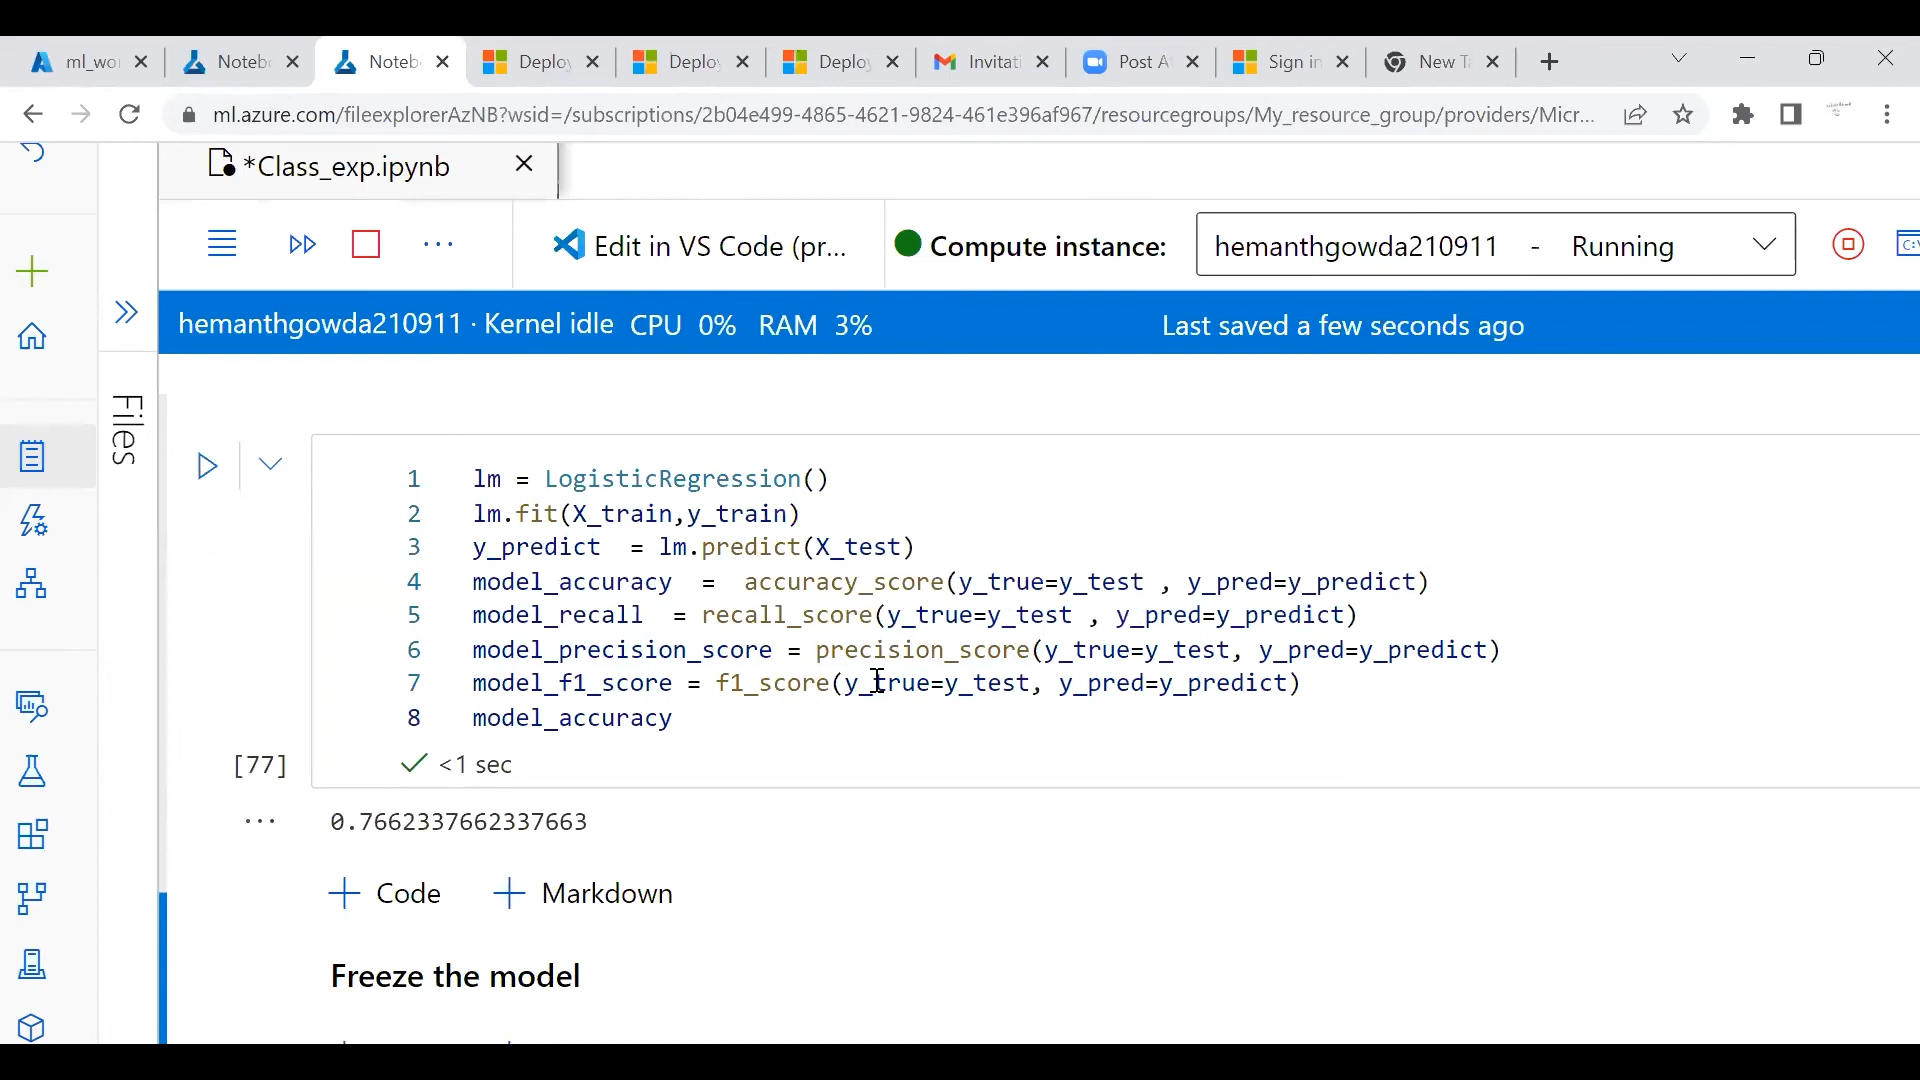 ml_wo
Noteb
Noteb
Deploy
Deploy
Deploy
Invitati
Post A
Sign in
New T
ml.azure.com/fileexplorerAzNB?wsid=/subscriptions/2b04e499-4865-4621-9824-461e396af967/resourcegroups/My_resource_group/providers/Micr...
*Class_exp.ipynb
Edit in VS Code (pr...
Compute instance:
hemanthgowda210911 - Running
hemanthgowda210911 · Kernel idle CPU 0% RAM 3%
Last saved a few seconds ago
Files
1 lm = LogisticRegression()
2 lm.fit(X_train,y_train)
3 y_predict = lm.predict(X_test)
4 model_accuracy = accuracy_score(y_true=y_test , y_pred=y_predict)
5 model_recall = recall_score(y_true=y_test , y_pred=y_predict)
6 model_precision_score = precision_score(y_true=y_test, y_pred=y_predict)
7 model_f1_score = f1_score(y_true=y_test, y_pred=y_predict)
8 model_accuracy
[77]
<1 sec
0.7662337662337663
Code
Markdown
Freeze the model